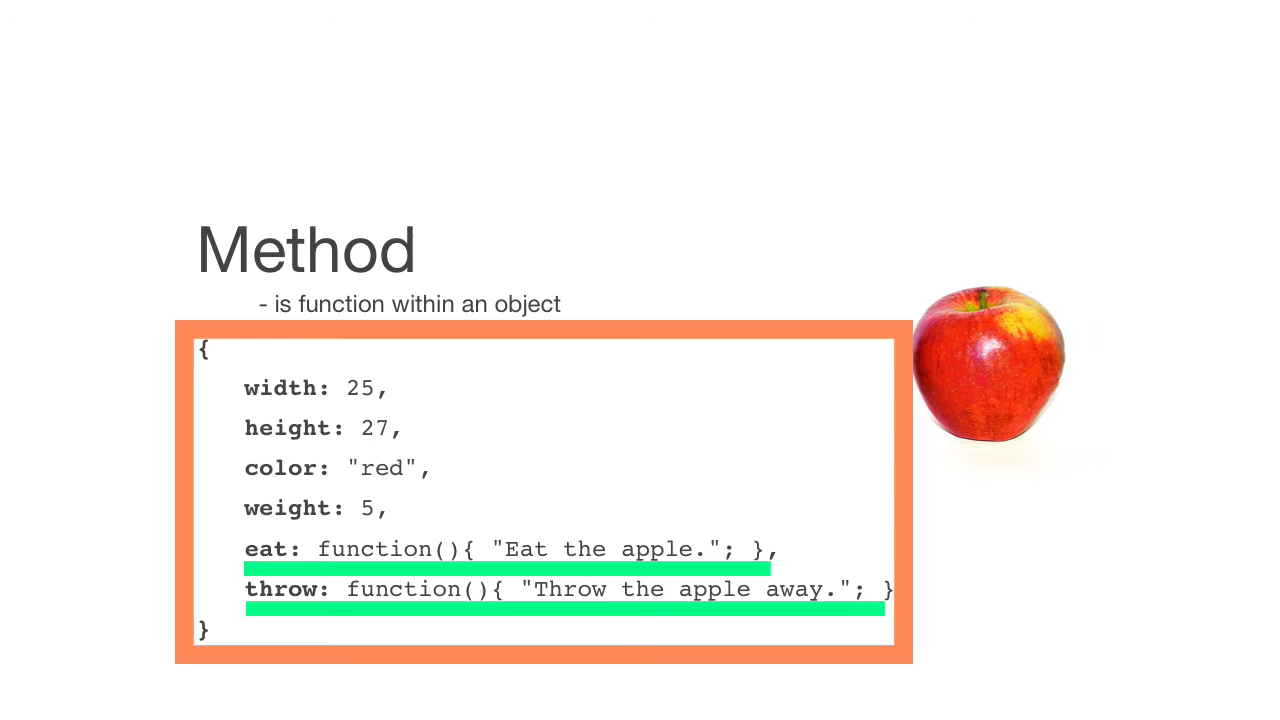 Method
- is function within an object
{
width: 25,
height: 27,
color: "red",
weight: 5,
eat: function(){ "Eat the apple."; },
throw: function(){ "Throw the apple away."; }
}